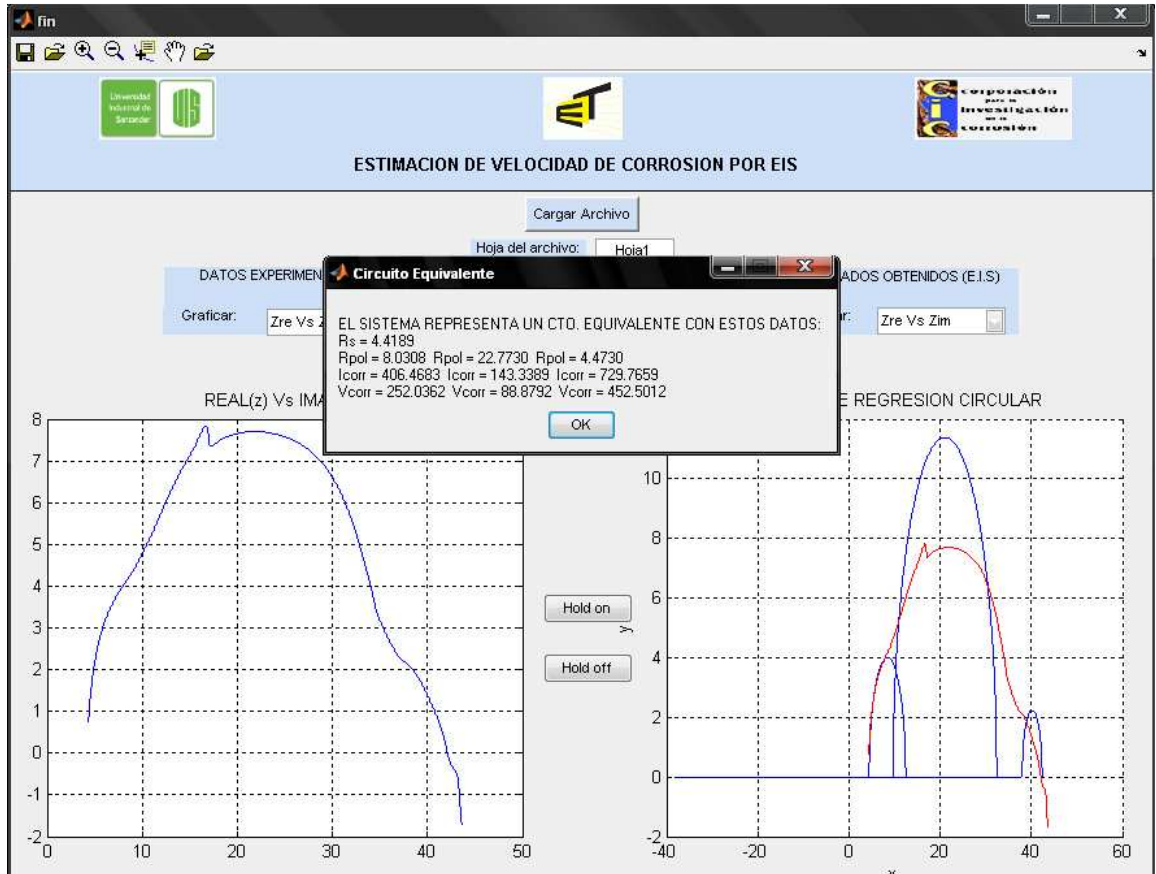 fin
Universidad
Industrial de
Santander
corporación
para la
investigación
en la
corrosión
ESTIMACION DE VELOCIDAD DE CORROSION POR EIS
Cargar Archivo
Hoja del archivo: Hoja1
DATOS EXPERIMEN
ADOS OBTENIDOS (E.I.S)
Graficar: Zre Vs Z
r: Zre Vs Zim
Circuito Equivalente
EL SISTEMA REPRESENTA UN CTO. EQUIVALENTE CON ESTOS DATOS:
Rs = 4.4189
Rpol = 8.0308 Rpol = 22.7730 Rpol = 4.4730
Icorr = 406.4683 Icorr = 143.3389 Icorr = 729.7659
Vcorr = 252.0362 Vcorr = 88.8792 Vcorr = 452.5012
OK
REAL(z) Vs IMA
8
7
6
5
4
3
2
1
0
-1
-2
0 10 20 30 40 50
Hold on
Hold off
E REGRESION CIRCULAR
y
10
8
6
4
2
0
-2
-40 -20 0 20 40 60